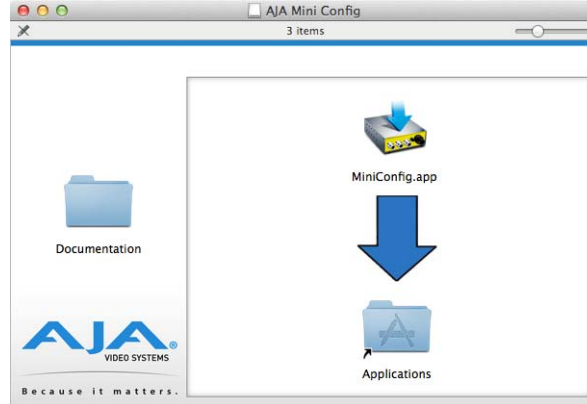 AJA Mini Config
3 items
MiniConfig.app
Documentation
Applications
AJA®
VIDEO SYSTEMS
Because it matters.